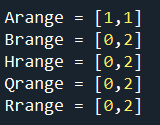 Arange = [1,1]
Brange = [0,2]
Hrange = [0,2]
Qrange = [0,2]
Rrange = [0,2]